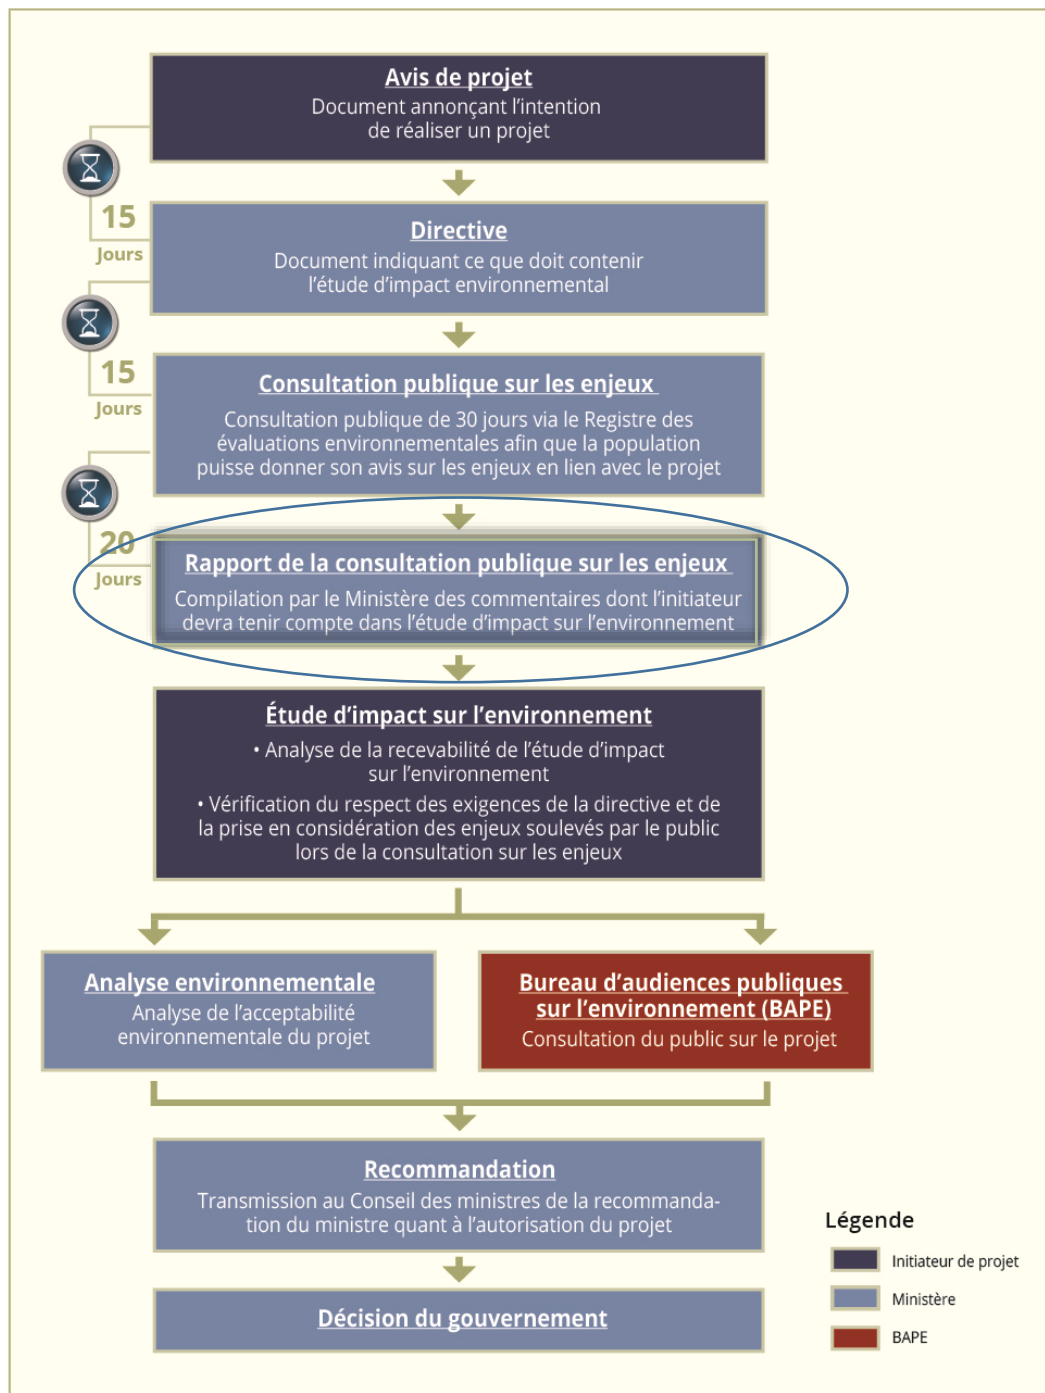 Avis de projet
Document annonçant l’intention
de réaliser un projet
15
Jours
Directive
Document indiquant ce que doit contenir
l’étude d’impact environnemental
15
Jours
Consultation publique sur les enjeux
Consultation publique de 30 jours via le Registre des
évaluations environnementales afin que la population
puisse donner son avis sur les enjeux en lien avec le projet
20
Jours
Rapport de la consultation publique sur les enjeux
Compilation par le Ministère des commentaires dont l’initiateur
devra tenir compte dans l’étude d’impact sur l’environnement
Étude d’impact sur l’environnement
• Analyse de la recevabilité de l’étude d’impact
sur l’environnement
• Vérification du respect des exigences de la directive et de
la prise en considération des enjeux soulevés par le public
lors de la consultation sur les enjeux
Analyse environnementale
Analyse de l’acceptabilité
environnementale du projet
Bureau d’audiences publiques
sur l’environnement (BAPE)
Consultation du public sur le projet
Recommandation
Transmission au Conseil des ministres de la recommanda-
tion du ministre quant à l’autorisation du projet
Décision du gouvernement
Légende
Initiateur de projet
Ministère
BAPE